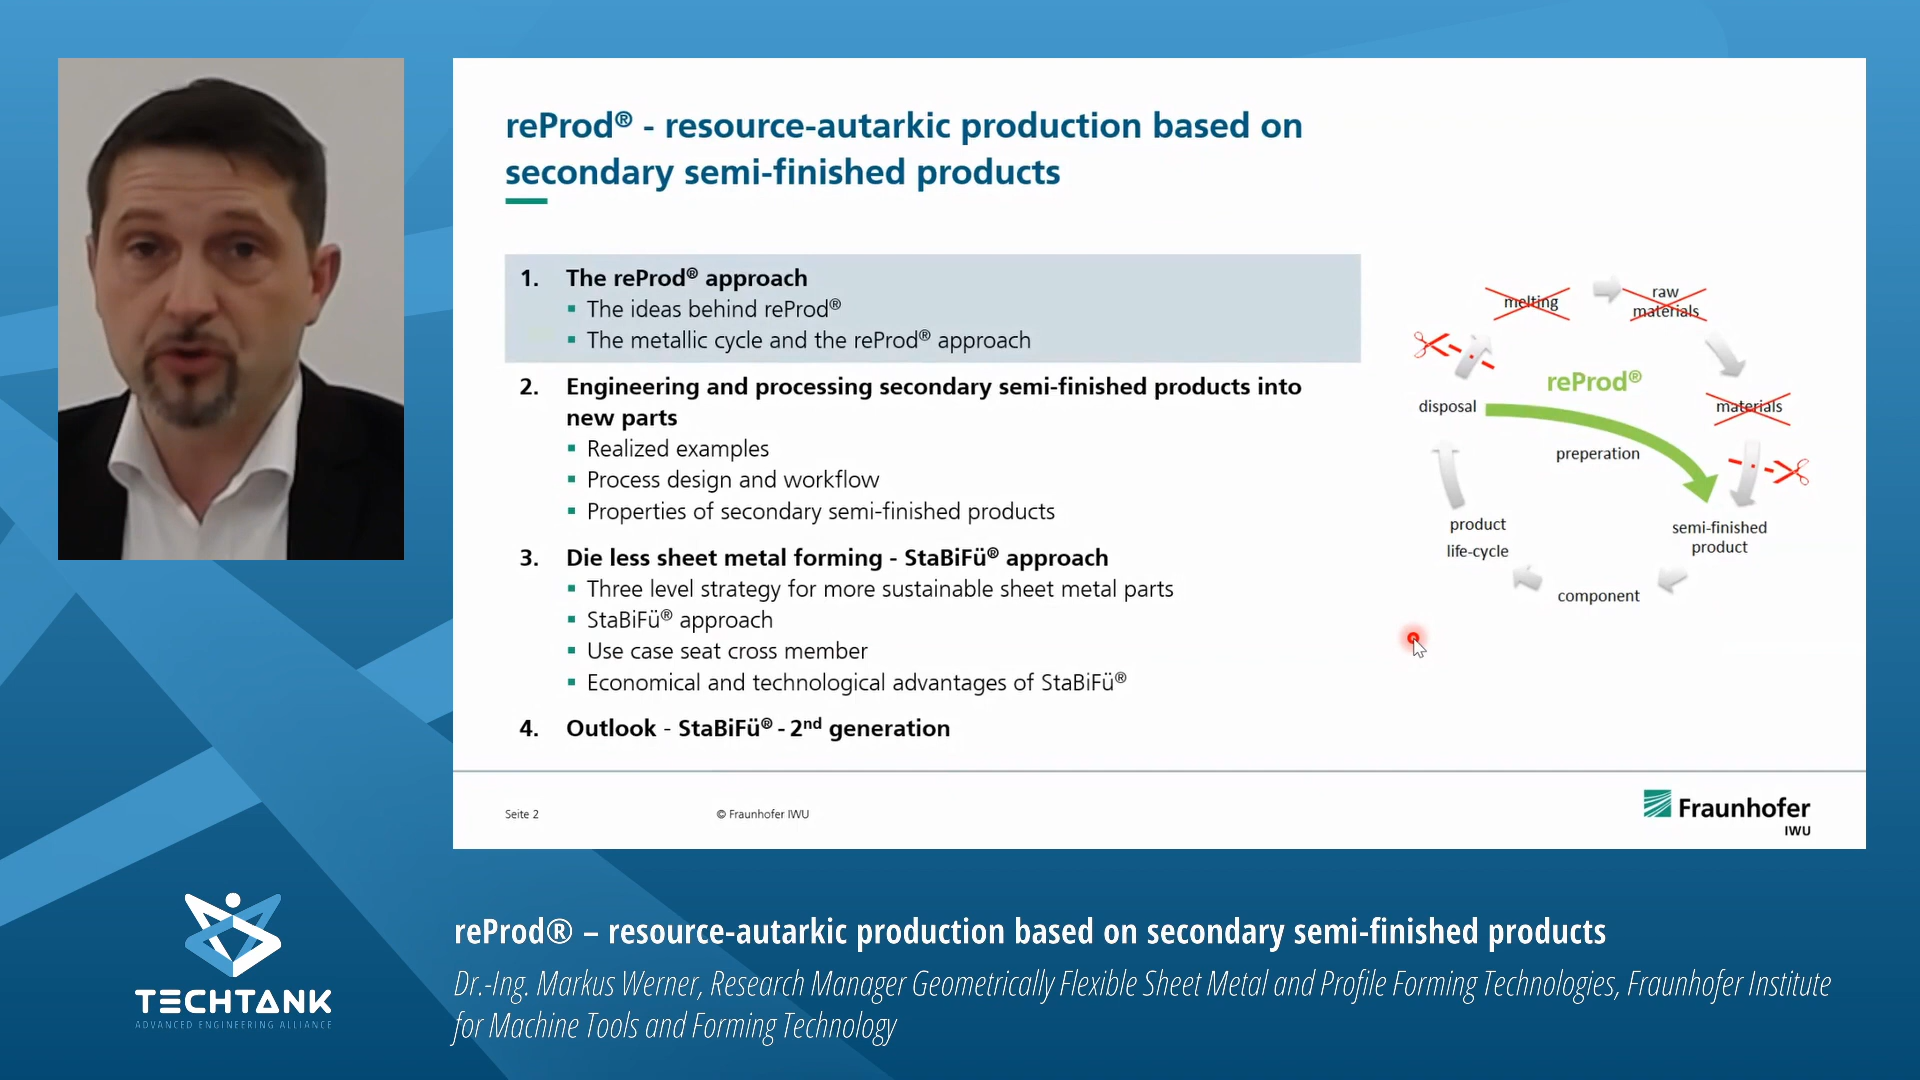 reProd® - resource-autarkic production based on
secondary semi-finished products
1. The reProd® approach
▪ The ideas behind reProd®
▪ The metallic cycle and the reProd® approach
2. Engineering and processing secondary semi-finished products into
new parts
▪ Realized examples
▪ Process design and workflow
▪ Properties of secondary semi-finished products
3. Die less sheet metal forming - StaBiFü® approach
▪ Three level strategy for more sustainable sheet metal parts
▪ StaBiFü® approach
▪ Use case seat cross member
▪ Economical and technological advantages of StaBiFü®
4. Outlook - StaBiFü® - 2nd generation
melting
raw
materials
reProd®
disposal
materials
preperation
product
life-cycle
semi-finished
product
component
Seite 2
© Fraunhofer IWU
Fraunhofer
IWU
TECHTANK
ADVANCED ENGINEERING ALLIANCE
reProd® – resource-autarkic production based on secondary semi-finished products
Dr.-Ing. Markus Werner, Research Manager Geometrically Flexible Sheet Metal and Profile Forming Technologies, Fraunhofer Institute
for Machine Tools and Forming Technology